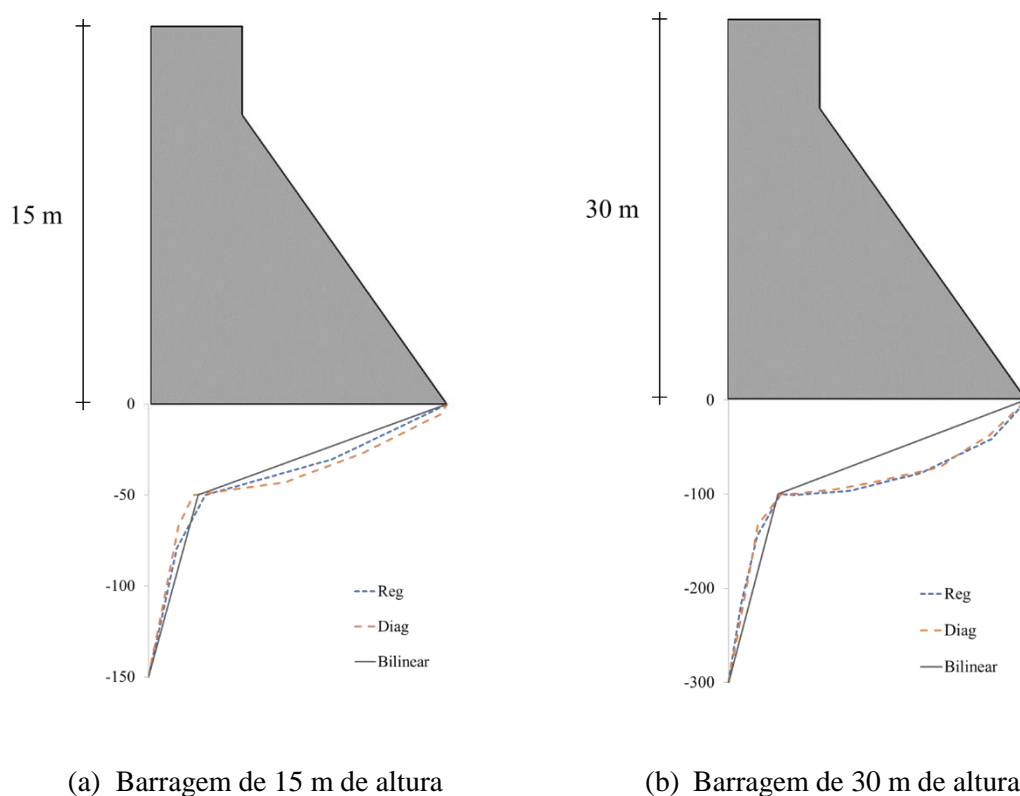 15 m
0
-50
-100
-150
Reg
Diag
Bilinear
(a) Barragem de 15 m de altura
30 m
0
-100
-200
-300
Reg
Diag
Bilinear
(b) Barragem de 30 m de altura